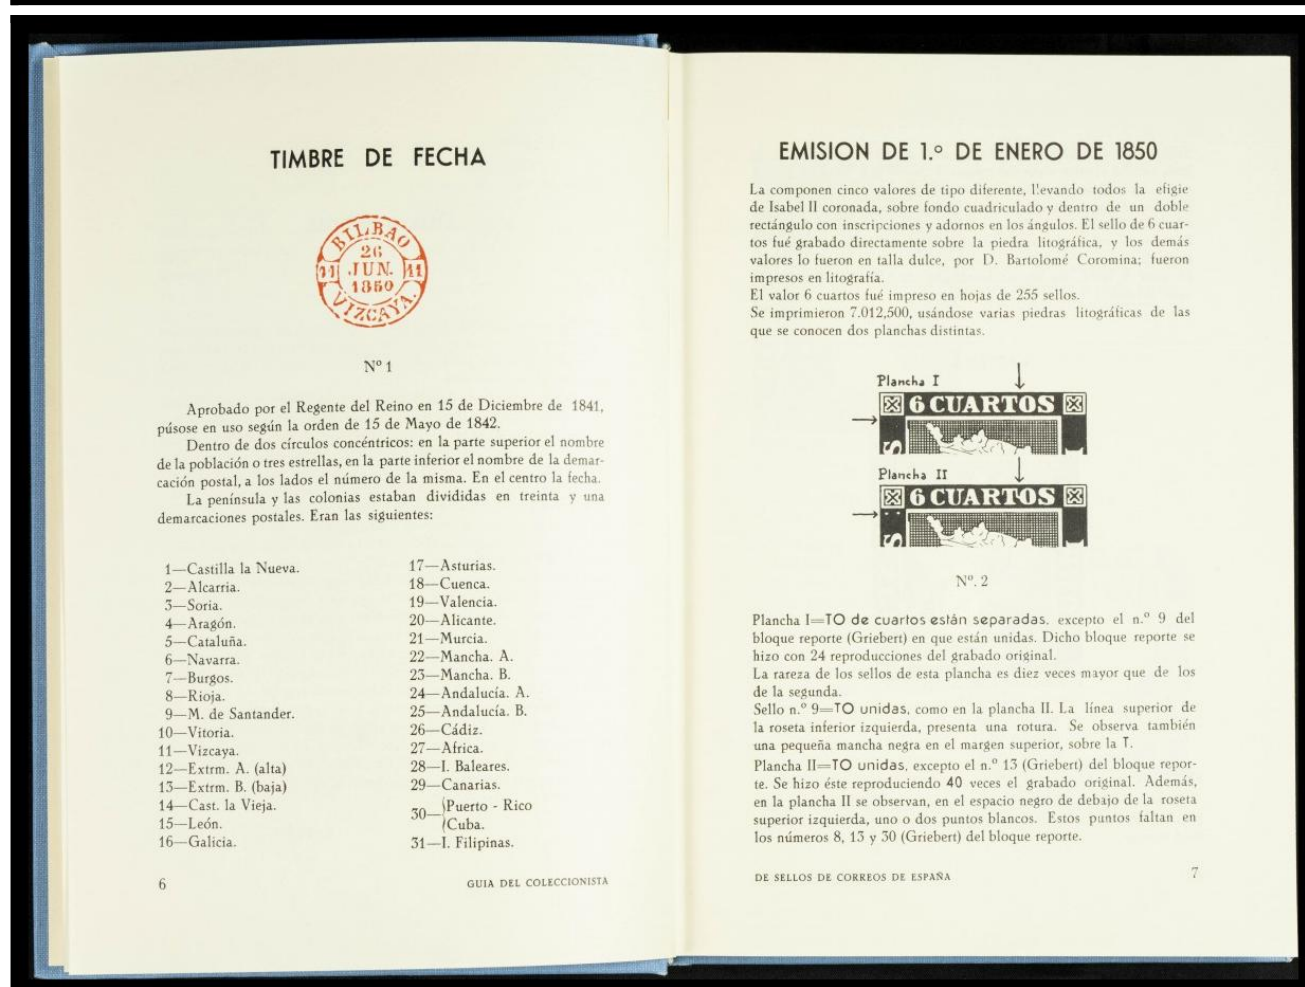 TIMBRE DE FECHA
BILBAO
26
11 JUN. 11
1850
VIZCAYA.
Nº 1
Aprobado por el Regente del Reino en 15 de Diciembre de 1841,
púsose en uso según la orden de 15 de Mayo de 1842.
Dentro de dos círculos concéntricos: en la parte superior el nombre
de la población o tres estrellas, en la parte inferior el nombre de la demar-
cación postal, a los lados el número de la misma. En el centro la fecha.
La península y las colonias estaban divididas en treinta y una
demarcaciones postales. Eran las siguientes:
1—Castilla la Nueva.
2—Alcarria.
3—Soria.
4—Aragón.
5—Cataluña.
6—Navarra.
7—Burgos.
8—Rioja.
9—M. de Santander.
10—Vitoria.
11—Vizcaya.
12—Extrm. A. (alta)
13—Extrm. B. (baja)
14—Cast. la Vieja.
15—León.
16—Galicia.
17—Asturias.
18—Cuenca.
19—Valencia.
20—Alicante.
21—Murcia.
22—Mancha. A.
23—Mancha. B.
24—Andalucía. A.
25—Andalucía. B.
26—Cádiz.
27—Africa.
28—I. Baleares.
29—Canarias.
30—Puerto - Rico
Cuba.
31—I. Filipinas.
6 GUIA DEL COLECCIONISTA
EMISION DE 1.º DE ENERO DE 1850
La componen cinco valores de tipo diferente, llevando todos la efigie
de Isabel II coronada, sobre fondo cuadriculado y dentro de un doble
rectángulo con inscripciones y adornos en los ángulos. El sello de 6 cuar-
tos fué grabado directamente sobre la piedra litográfica, y los demás
valores lo fueron en talla dulce, por D. Bartolomé Coromina; fueron
impresos en litografía.
El valor 6 cuartos fué impreso en hojas de 255 sellos.
Se imprimieron 7.012,500, usándose varias piedras litográficas de las
que se conocen dos planchas distintas.
Plancha I
6 CUARTOS
S
Plancha II
6 CUARTOS
S
Nº. 2
Plancha I=TO de cuartos están separadas. excepto el n.º 9 del
bloque reporte (Griebert) en que están unidas. Dicho bloque reporte se
hizo con 24 reproducciones del grabado original.
La rareza de los sellos de esta plancha es diez veces mayor que de los
de la segunda.
Sello n.º 9=TO unidas, como en la plancha II. La línea superior de
la roseta inferior izquierda, presenta una rotura. Se observa también
una pequeña mancha negra en el margen superior, sobre la T.
Plancha II=TO unidas, excepto el n.º 13 (Griebert) del bloque repor-
te. Se hizo éste reproduciendo 40 veces el grabado original. Además,
en la plancha II se observan, en el espacio negro de debajo de la roseta
superior izquierda, uno o dos puntos blancos. Estos puntos faltan en
los números 8, 13 y 30 (Griebert) del bloque reporte.
DE SELLOS DE CORREOS DE ESPAÑA 7